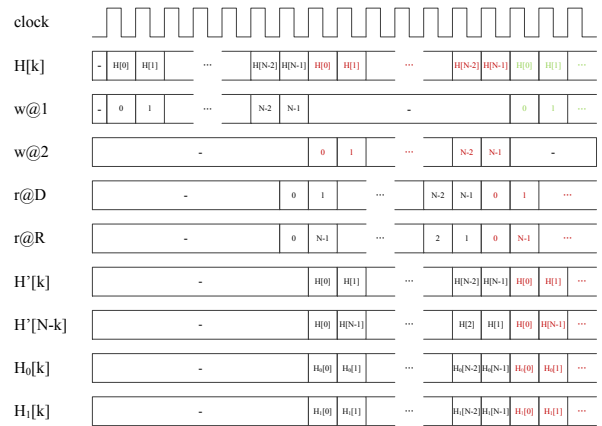 clock
H[k] - H[0] H[1] ... H[N-2] H[N-1] H[0] H[1] ... H[N-2] H[N-1] H[0] H[1] ...
w@1 - 0 1 ... N-2 N-1 - 0 1 ...
w@2 - 0 1 ... N-2 N-1 -
r@D - 0 1 ... N-2 N-1 0 1 ...
r@R - 0 N-1 ... 2 1 0 N-1 ...
H'[k] - H[0] H[1] ... H[N-2] H[N-1] H[0] H[1] ...
H'[N-k] - H[0] H[N-1] ... H[2] H[1] H[0] H[N-1] ...
H₀[k] - H₀[0] H₀[1] ... H₀[N-2] H₀[N-1] H₀[0] H₀[1] ...
H₁[k] - H₁[0] H₁[1] ... H₁[N-2] H₁[N-1] H₁[0] H₁[1] ...